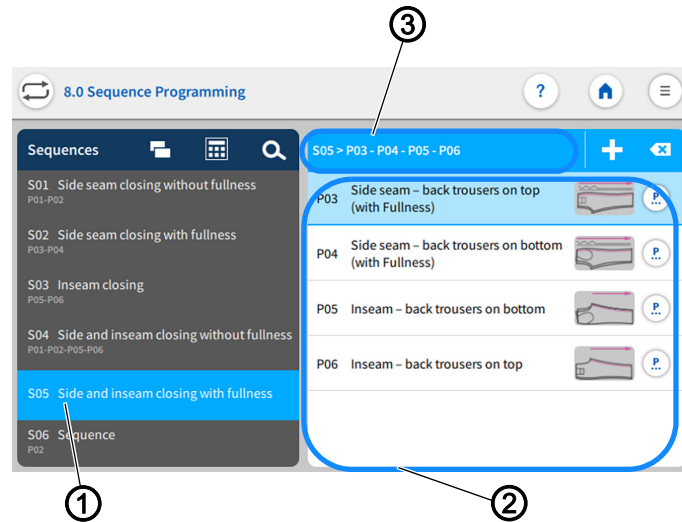 3
8.0 Sequence Programming
?
Sequences
S05 > P03 - P04 - P05 - P06
S01 Side seam closing without fullness
P01-P02
S02 Side seam closing with fullness
P03-P04
S03 Inseam closing
P05-P06
S04 Side and inseam closing without fullness
P01-P02-P05-P06
S05 Side and inseam closing with fullness
S06 Sequence
P02
P03 Side seam – back trousers on top
(with Fullness)
P...
P04 Side seam – back trousers on bottom
(with Fullness)
P...
P05 Inseam – back trousers on bottom
P...
P06 Inseam – back trousers on top
P...
1
2